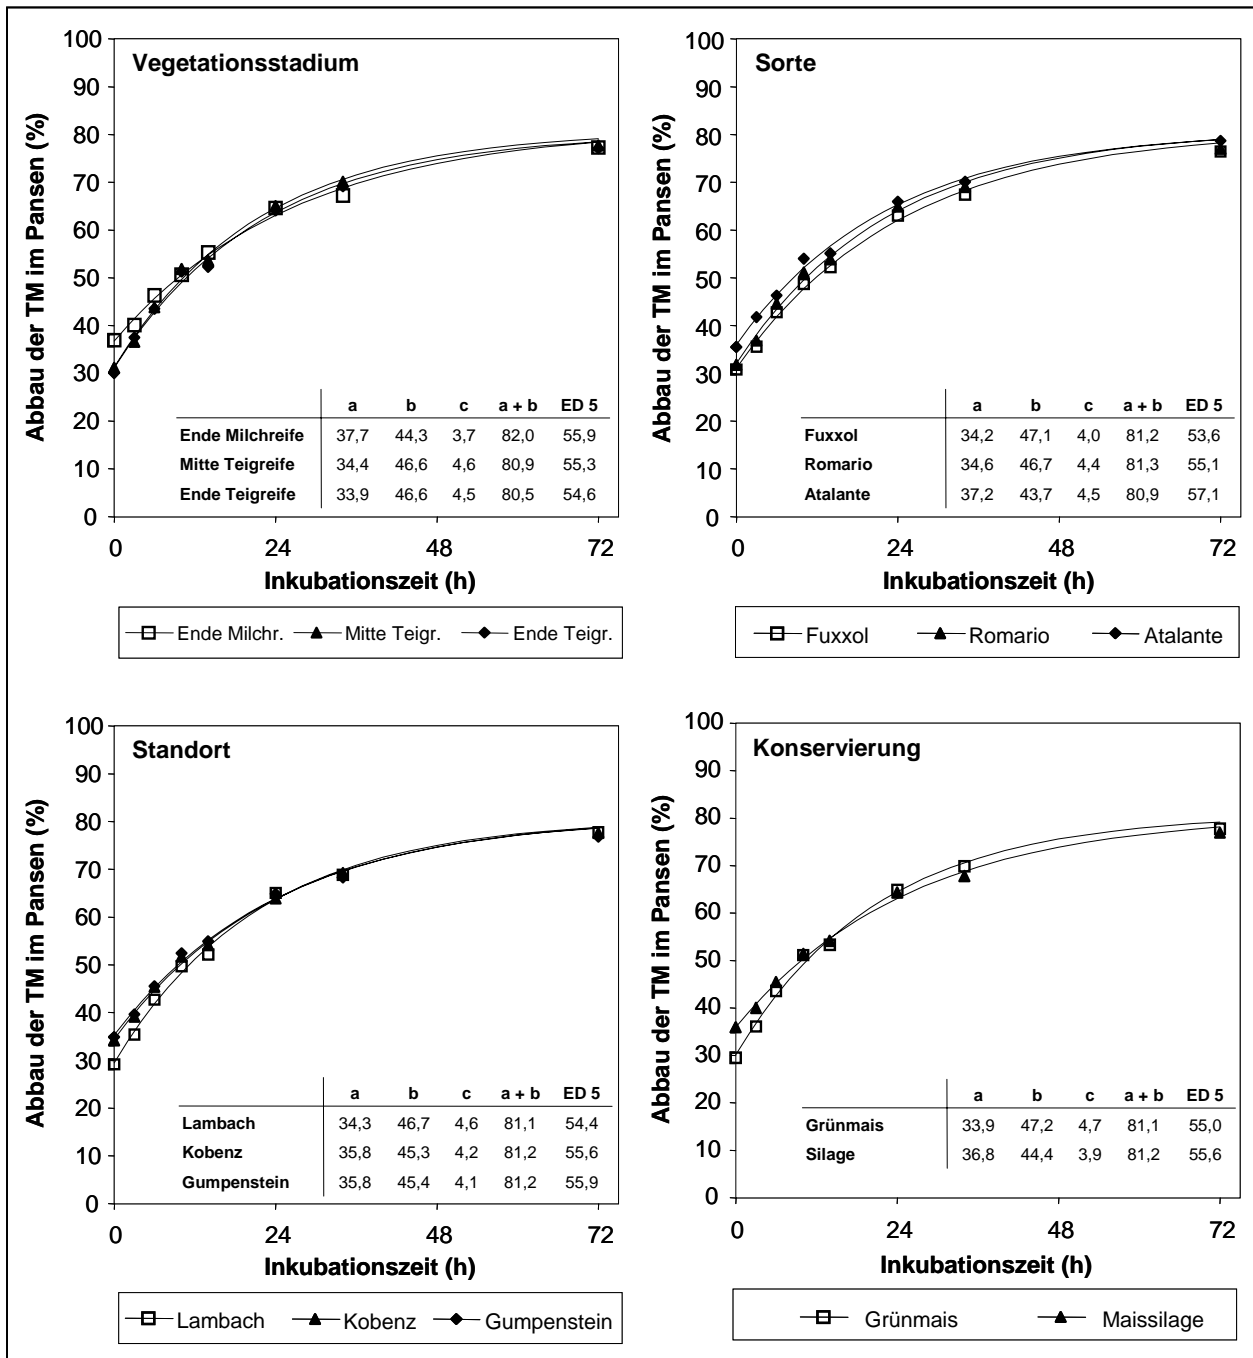 Vegetationsstadium
Abbau der TM im Pansen (%)
100
90
80
70
60
50
40
30
20
10
0
a b c a + b ED 5
Ende Milchreife 37,7 44,3 3,7 82,0 55,9
Mitte Teigreife 34,4 46,6 4,6 80,9 55,3
Ende Teigreife 33,9 46,6 4,5 80,5 54,6
0 24 48 72
Inkubationszeit (h)
Ende Milchr. Mitte Teigr. Ende Teigr.
Sorte
Abbau der TM im Pansen (%)
100
90
80
70
60
50
40
30
20
10
0
a b c a + b ED 5
Fuxxol 34,2 47,1 4,0 81,2 53,6
Romario 34,6 46,7 4,4 81,3 55,1
Atalante 37,2 43,7 4,5 80,9 57,1
0 24 48 72
Inkubationszeit (h)
Fuxxol Romario Atalante
Standort
Abbau der TM im Pansen (%)
100
90
80
70
60
50
40
30
20
10
0
a b c a + b ED 5
Lambach 34,3 46,7 4,6 81,1 54,4
Kobenz 35,8 45,3 4,2 81,2 55,6
Gumpenstein 35,8 45,4 4,1 81,2 55,9
0 24 48 72
Inkubationszeit (h)
Lambach Kobenz Gumpenstein
Konservierung
Abbau der TM im Pansen (%)
100
90
80
70
60
50
40
30
20
10
0
a b c a + b ED 5
Grünmais 33,9 47,2 4,7 81,1 55,0
Silage 36,8 44,4 3,9 81,2 55,6
0 24 48 72
Inkubationszeit (h)
Grünmais Maissilage